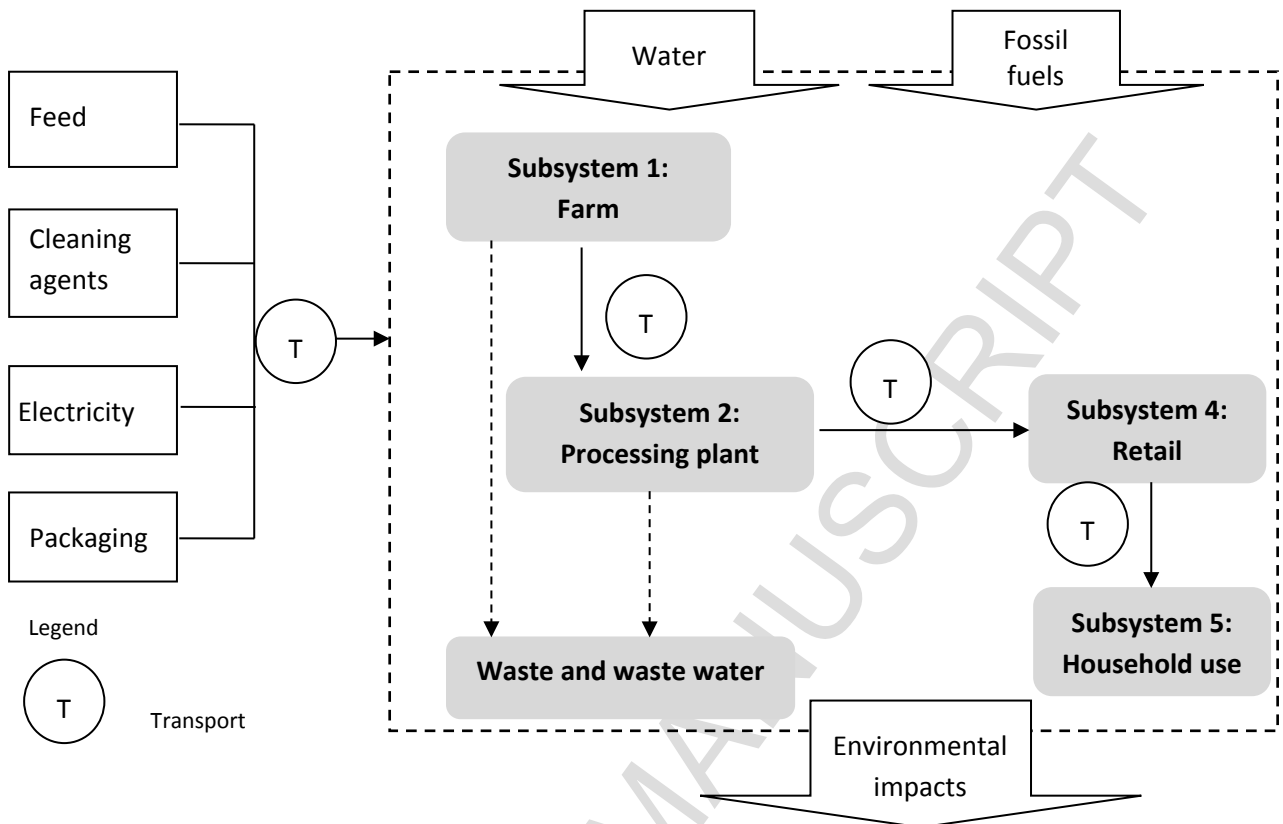 Water
Fossil
fuels
Feed
Cleaning
agents
Electricity
Packaging
T
Subsystem 1:
Farm
T
Subsystem 2:
Processing plant
T
Subsystem 4:
Retail
T
Subsystem 5:
Household use
Waste and waste water
Environmental
impacts
Legend
T
Transport
MANUSCRIPT